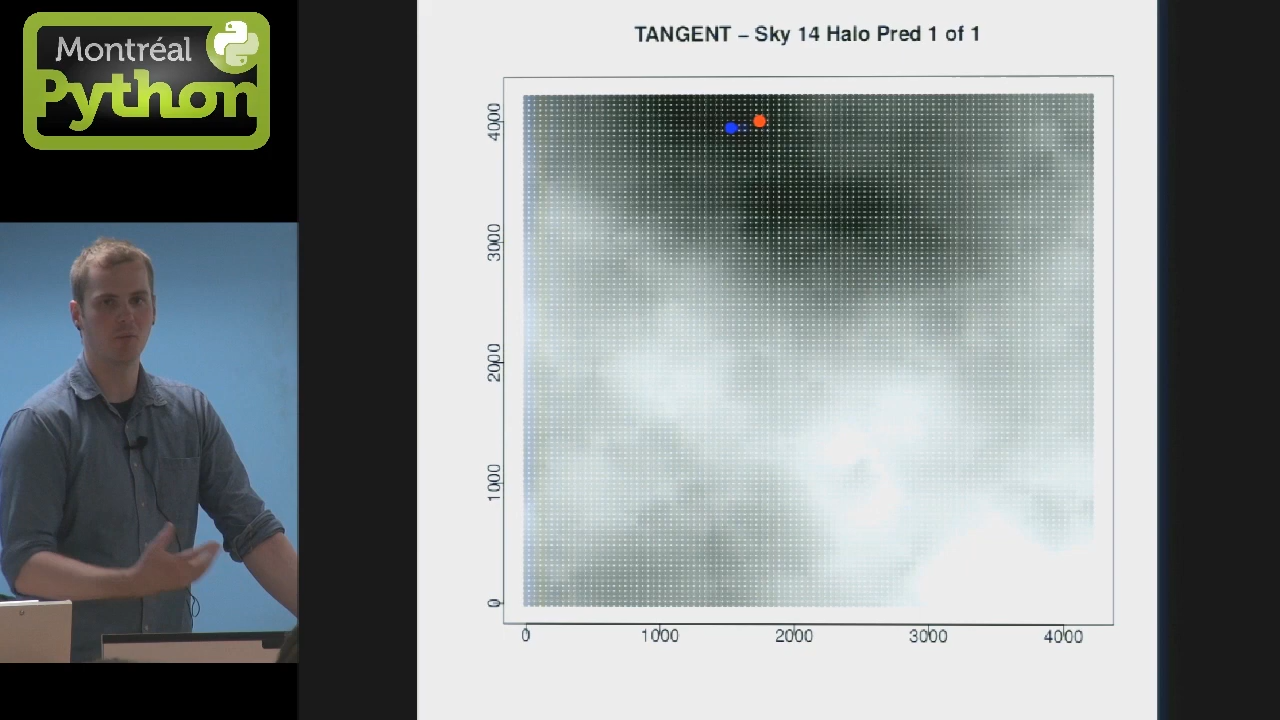 Montréal
Python
TANGENT – Sky 14 Halo Pred 1 of 1
4000
3000
2000
1000
0
0 1000 2000 3000 4000